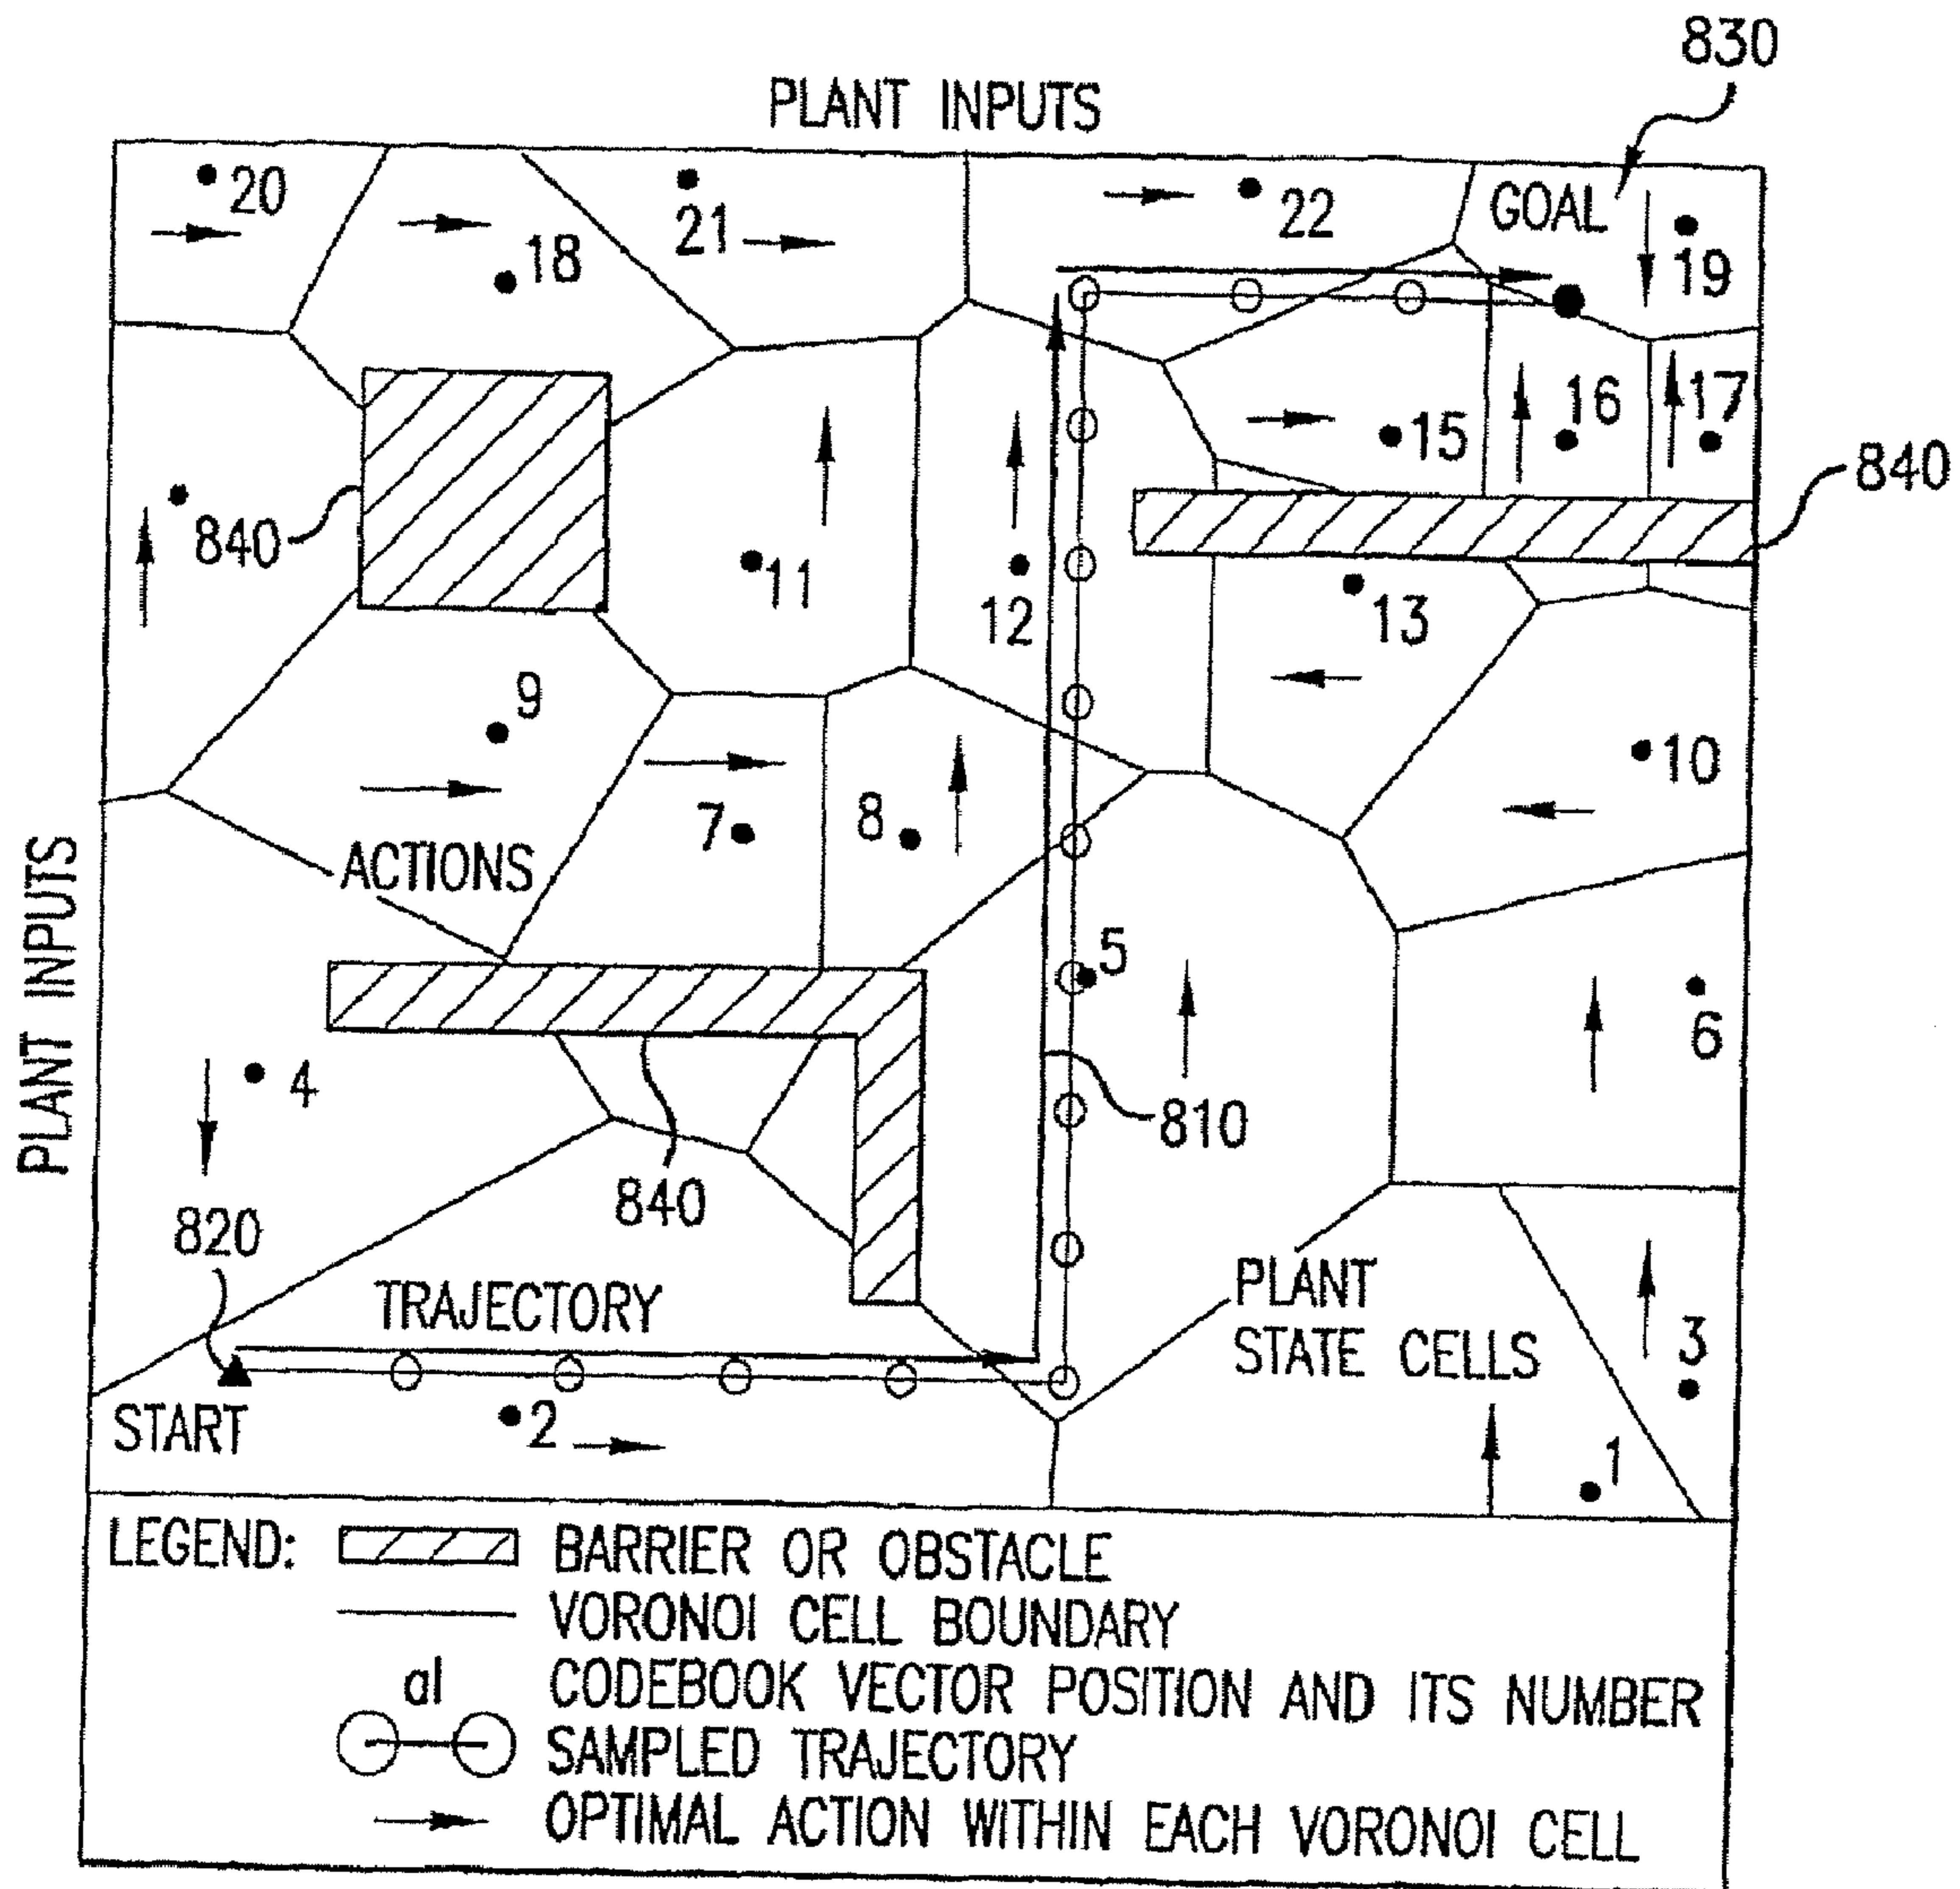 830
PLANT INPUTS
20
18
21
22
GOAL
19
840
11
12
15
16
17
840
13
9
7
8
10
ACTIONS
PLANT INPUTS
5
6
4
810
840
820
TRAJECTORY
PLANT
STATE CELLS
3
START
2
1
LEGEND:
BARRIER OR OBSTACLE
VORONOI CELL BOUNDARY
al
CODEBOOK VECTOR POSITION AND ITS NUMBER
SAMPLED TRAJECTORY
OPTIMAL ACTION WITHIN EACH VORONOI CELL